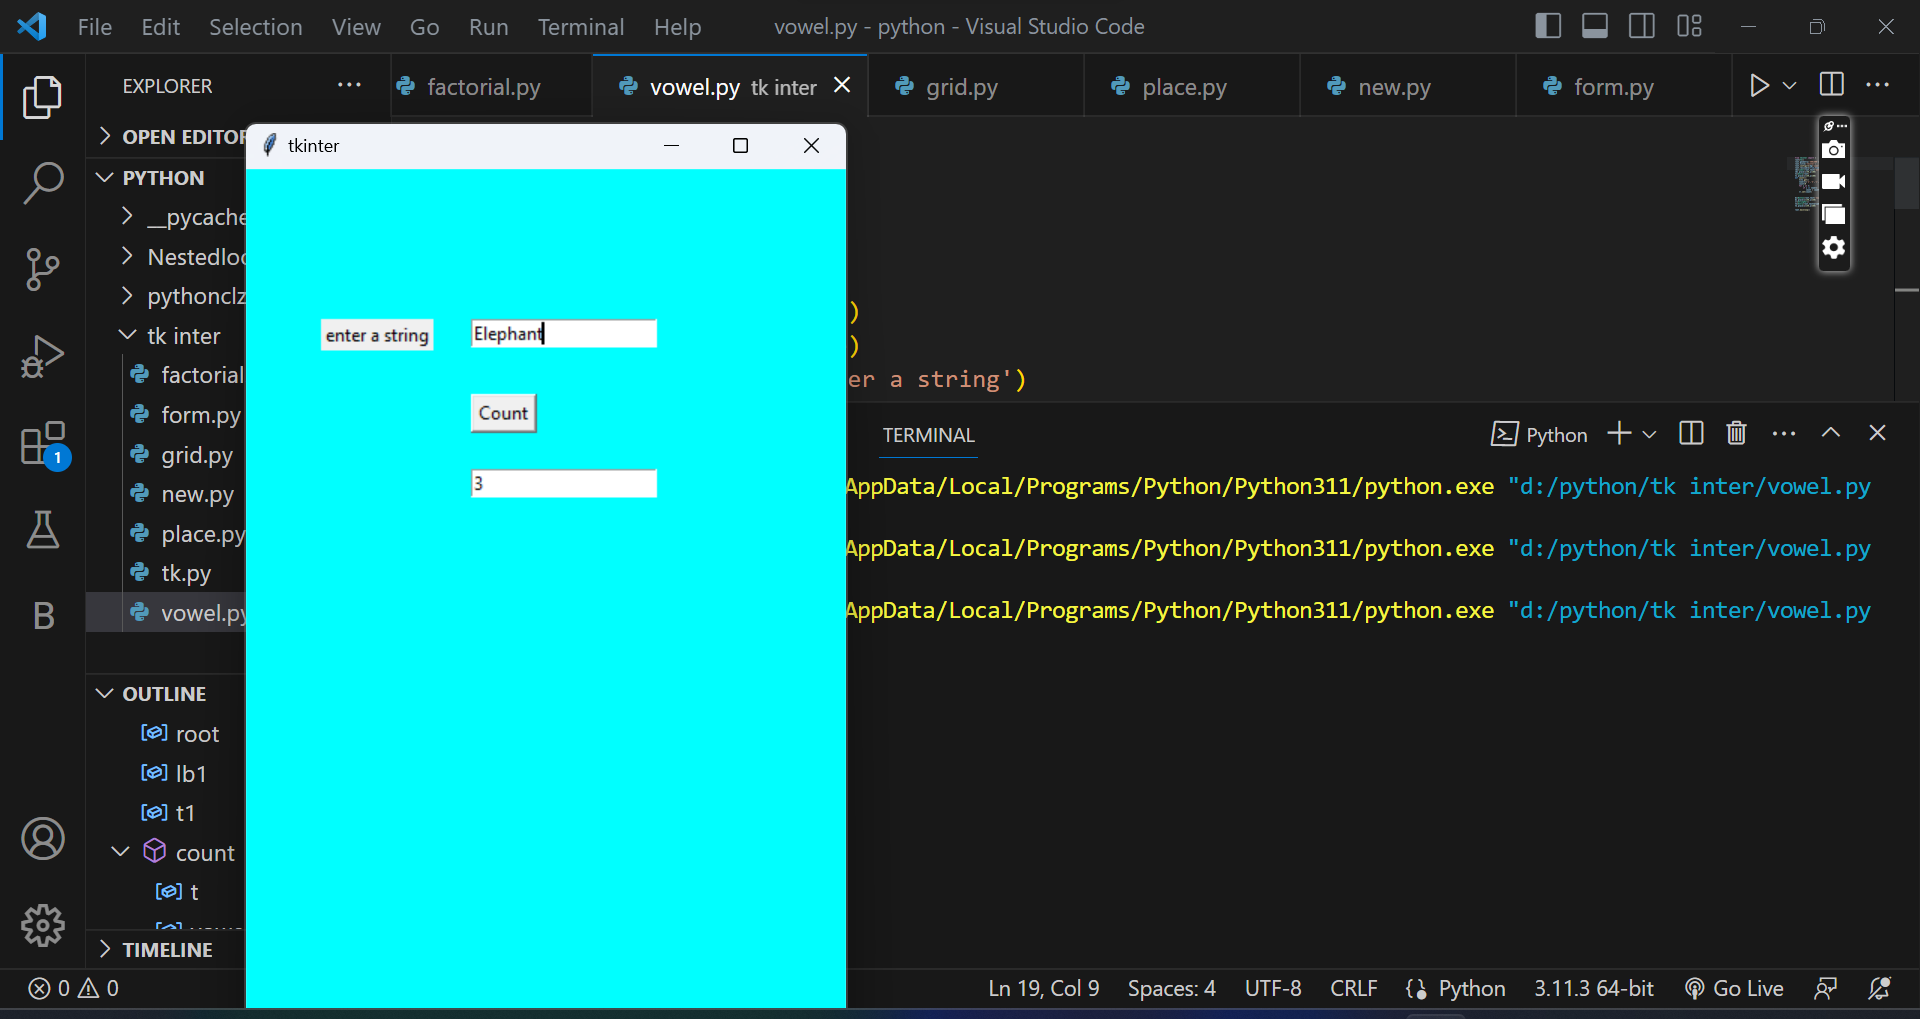 File Edit Selection View Go Run Terminal Help vowel.py - python - Visual Studio Code
EXPLORER
factorial.py vowel.py tk inter grid.py place.py new.py form.py
OPEN EDITOR
tkinter
PYTHON
__pycache
Nestedloo
pythonclz
tk inter
factorial
form.py
grid.py
new.py
place.py
tk.py
vowel.py
enter a string Elephant
Count
3
)
)
er a string')
1
B
TERMINAL
Python
AppData/Local/Programs/Python/Python311/python.exe "d:/python/tk inter/vowel.py
AppData/Local/Programs/Python/Python311/python.exe "d:/python/tk inter/vowel.py
AppData/Local/Programs/Python/Python311/python.exe "d:/python/tk inter/vowel.py
OUTLINE
root
lb1
t1
count
t
TIMELINE
0 0 Ln 19, Col 9 Spaces: 4 UTF-8 CRLF Python 3.11.3 64-bit Go Live